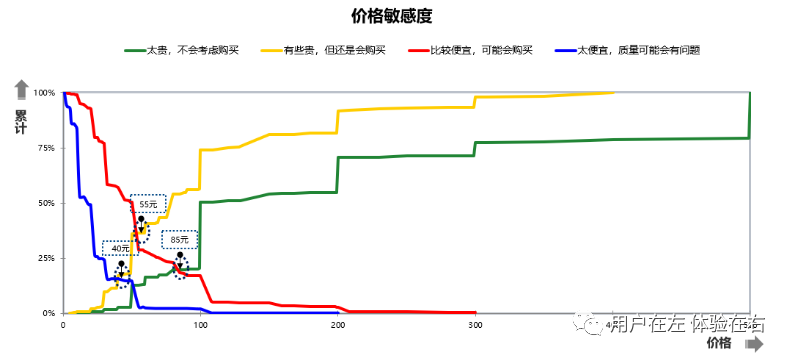 价格敏感度
太贵，不会考虑购买
有些贵，但还是会购买
比较便宜，可能会购买
太便宜，质量可能会有问题
累计
100%
75%
50%
25%
0%
55元
85元
40元
0
100
200
300
价格
用户在左 体验在右